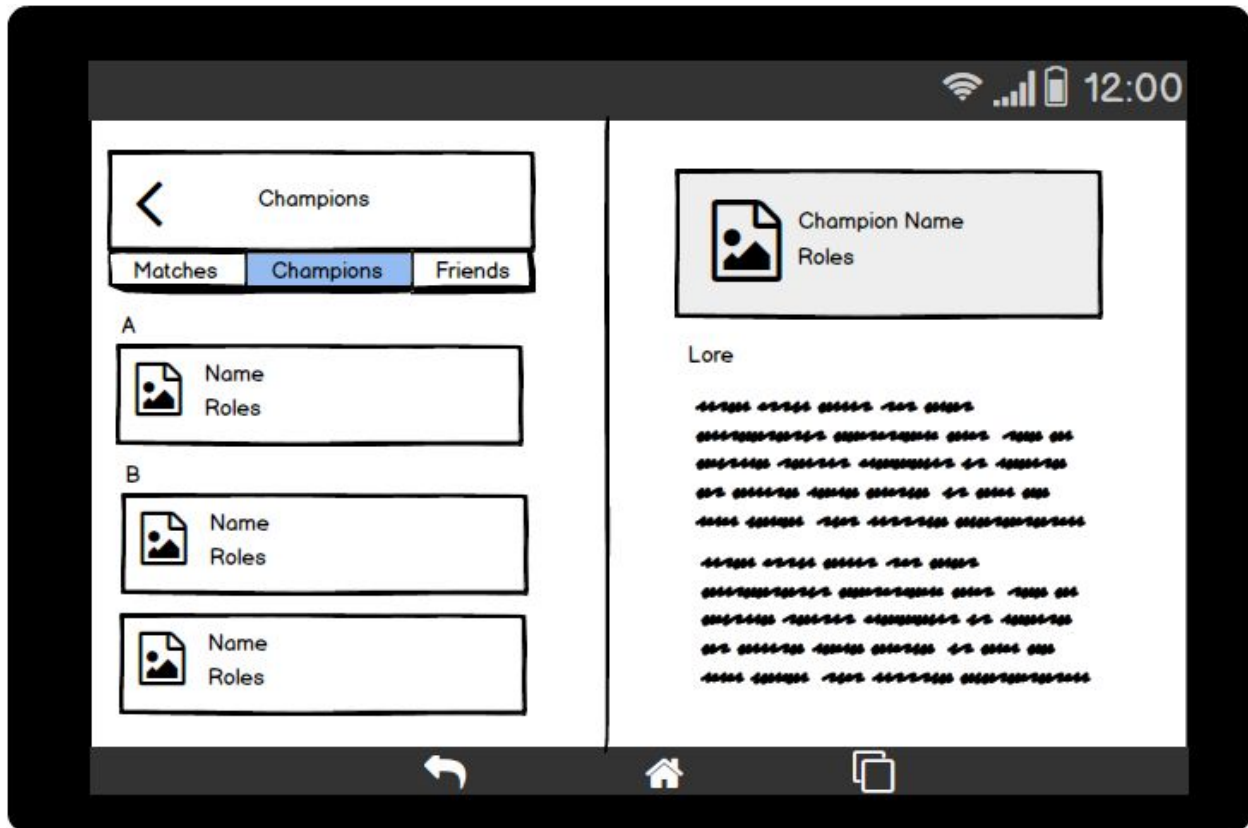 12:00
Champions
Matches Champions Friends
A
Name
Roles
B
Name
Roles
Name
Roles
Champion Name
Roles
Lore